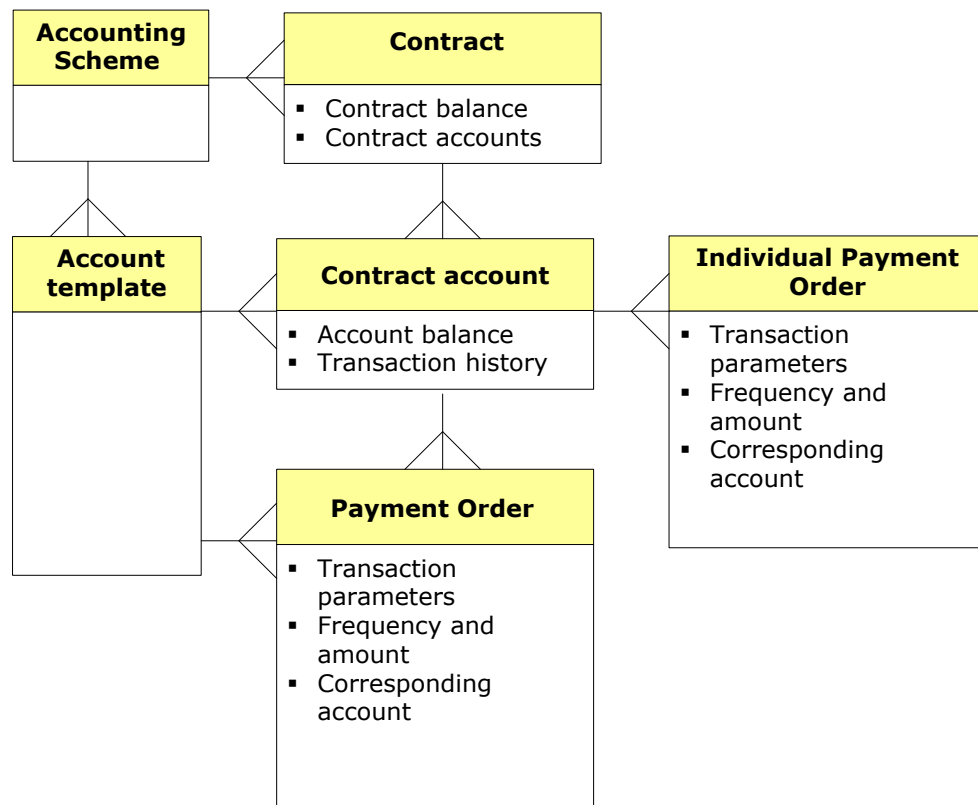 Accounting
Scheme
Contract
▪ Contract balance
▪ Contract accounts
Account
template
Contract account
▪ Account balance
▪ Transaction history
Individual Payment
Order
▪ Transaction
parameters
▪ Frequency and
amount
▪ Corresponding
account
Payment Order
▪ Transaction
parameters
▪ Frequency and
amount
▪ Corresponding
account